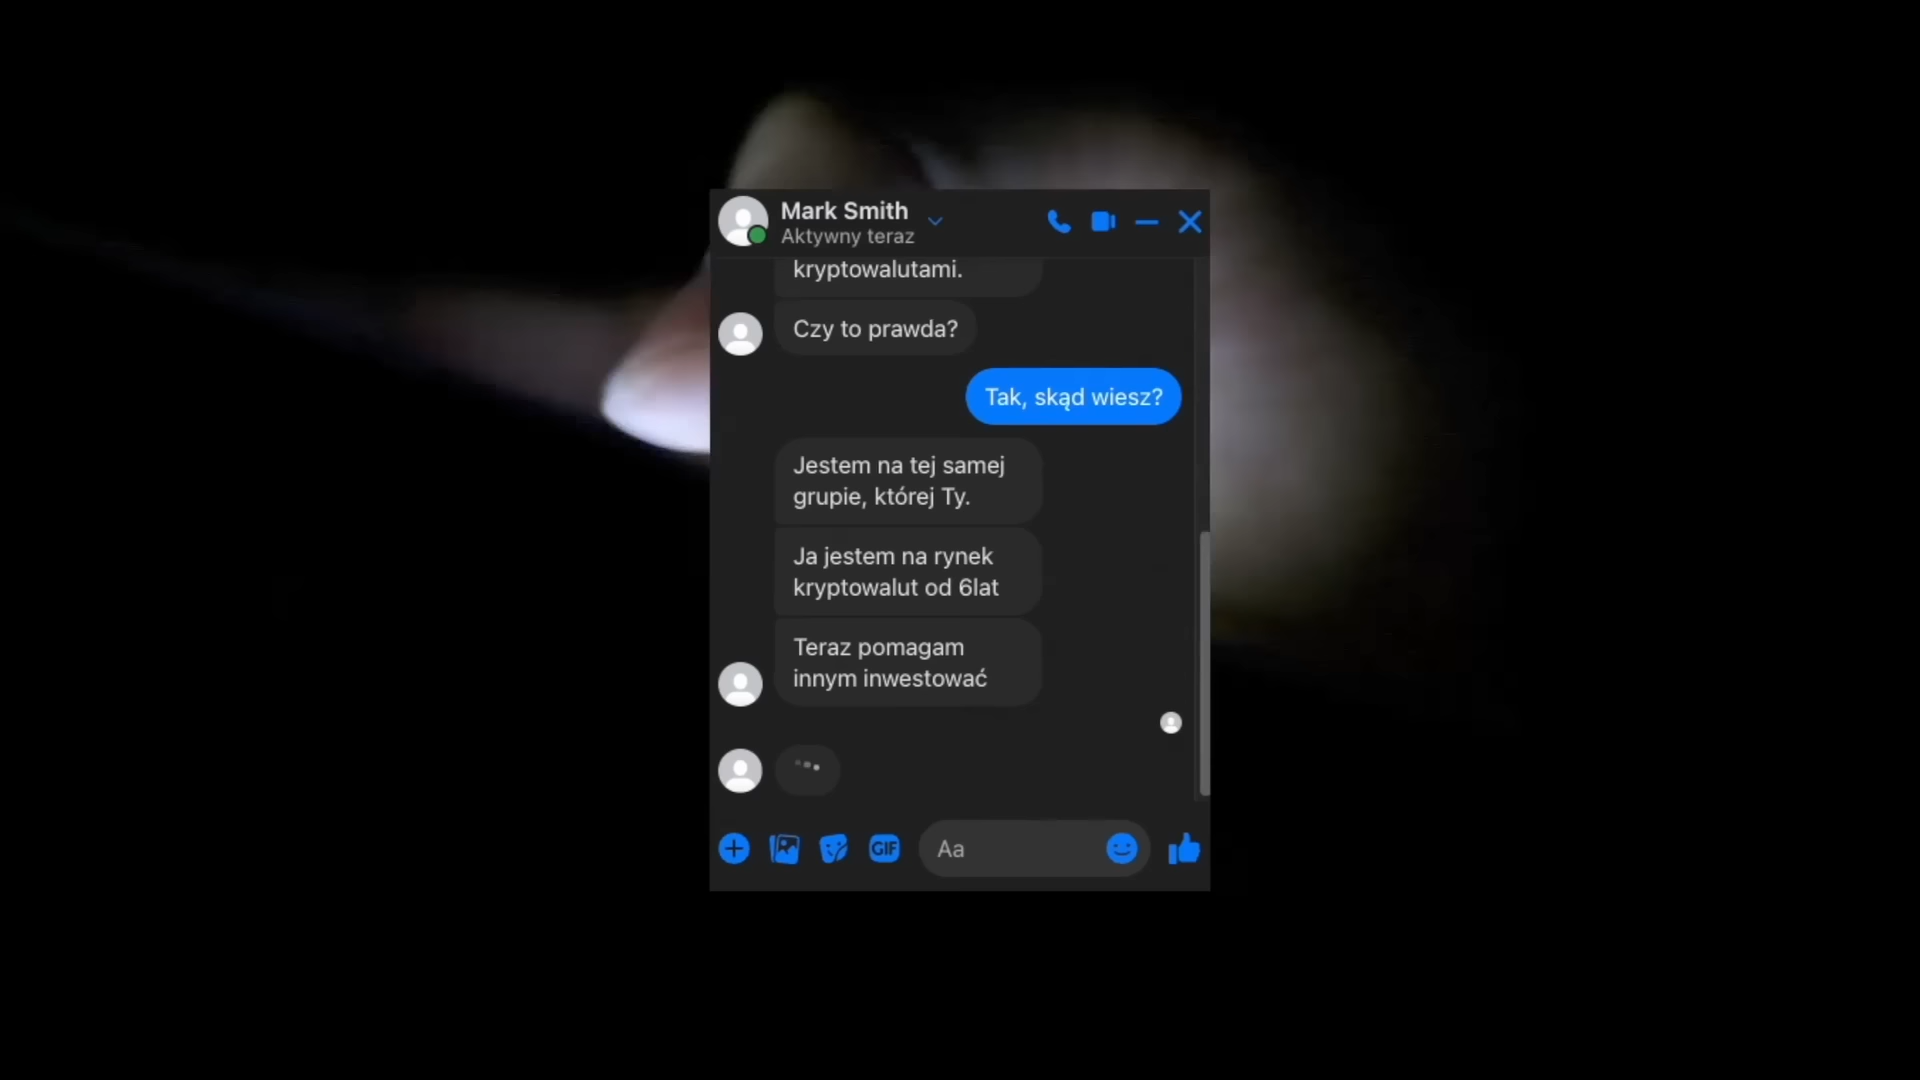 Mark Smith
Aktywny teraz
kryptowalutami.
Czy to prawda?
Tak, skąd wiesz?
Jestem na tej samej
grupie, której Ty.
Ja jestem na rynek
kryptowalut od 6lat
Teraz pomagam
innym inwestować
GIF
Aa